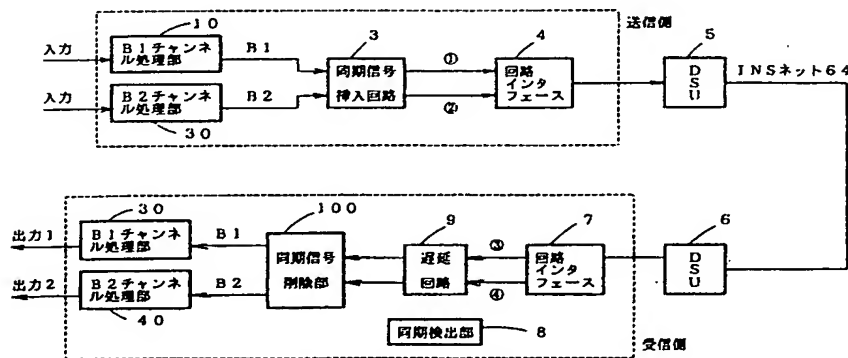 送信側
10
入力
B1チャンネル処理部
B1
入力
B2チャンネル処理部
B2
30
3
同期信号
挿入回路
①
②
4
回路
インタ
フェース
5
DSU
INSネット64
30
出力1
B1チャンネル処理部
B1
出力2
B2チャンネル処理部
B2
40
100
同期信号
削除部
9
遅延
回路
③
④
7
回路
インタ
フェース
6
DSU
同期検出部
8
受信側